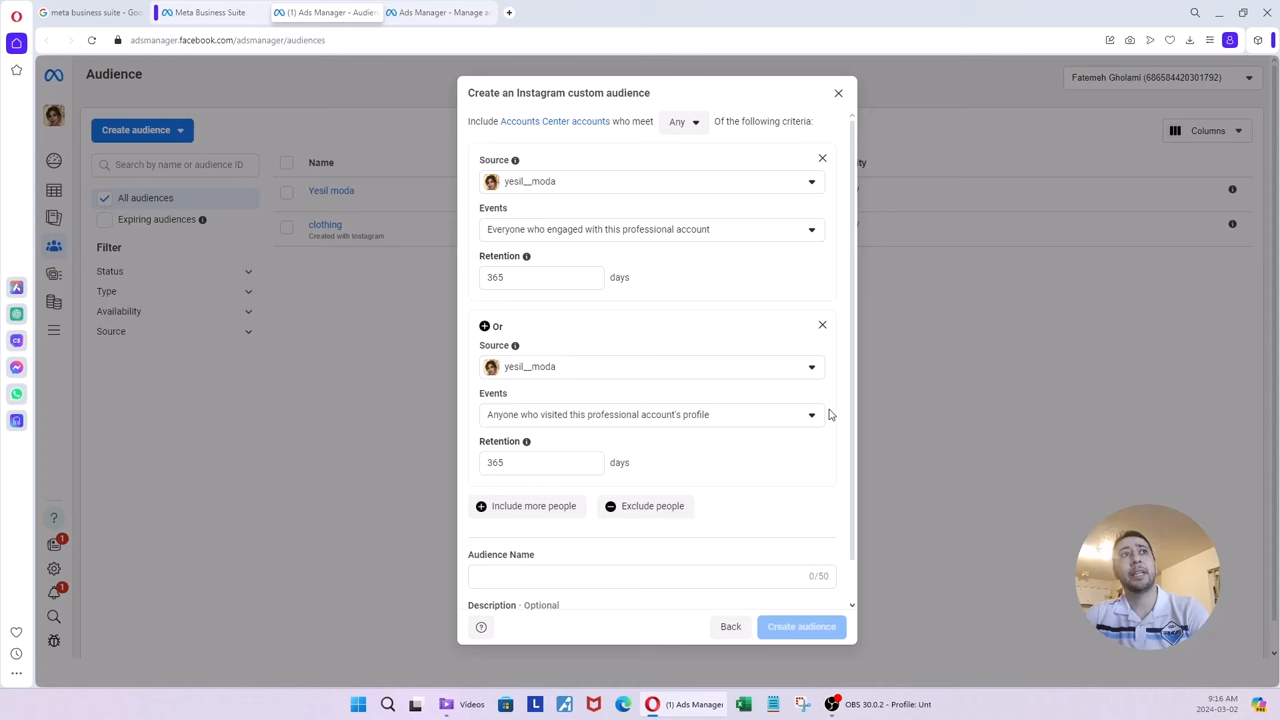 meta business suite - Goo
Meta Business Suite
(1) Ads Manager - Audien
Ads Manager - Manage a
adsmanager.facebook.com/adsmanager/audiences
Audience
Fatemeh Gholami (686584420301792)
Create audience
Search by name or audience ID
All audiences
Expiring audiences
Filter
Status
Type
Availability
Source
Name
Yesil moda
clothing
Created with Instagram
Columns
Create an Instagram custom audience
Include Accounts Center accounts who meet Any Of the following criteria:
Source
yesil__moda
Events
Everyone who engaged with this professional account
Retention
365 days
Or
Source
yesil__moda
Events
Anyone who visited this professional account's profile
Retention
365 days
Include more people
Exclude people
Audience Name
0/50
Description · Optional
Back
Create audience
1
1
Videos
(1) Ads Manager
OBS 30.0.2 - Profile: Unt
9:16 AM
2024-03-02